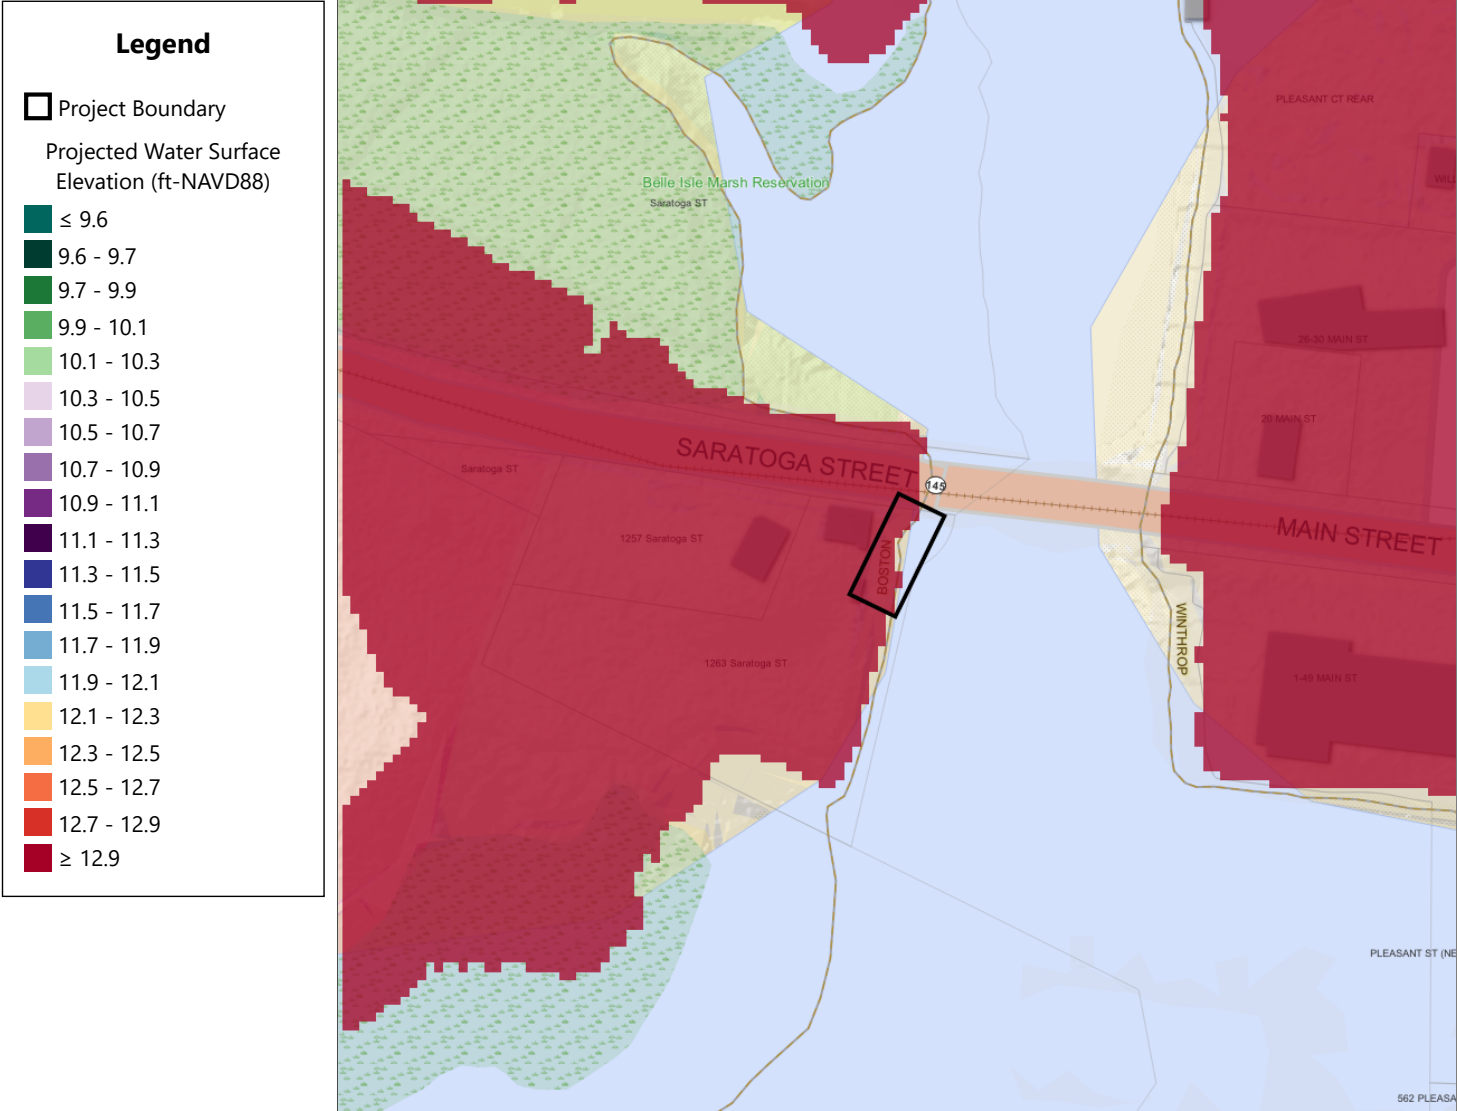 Legend
Project Boundary
Projected Water Surface
Elevation (ft-NAVD88)
≤ 9.6
9.6 - 9.7
9.7 - 9.9
9.9 - 10.1
10.1 - 10.3
10.3 - 10.5
10.5 - 10.7
10.7 - 10.9
10.9 - 11.1
11.1 - 11.3
11.3 - 11.5
11.5 - 11.7
11.7 - 11.9
11.9 - 12.1
12.1 - 12.3
12.3 - 12.5
12.5 - 12.7
12.7 - 12.9
≥ 12.9
PLEASANT CT REAR
WILL
Belle Isle Marsh Reservation
Saratoga ST
26-30 MAIN ST
20 MAIN ST
SARATOGA STREET
145
Saratoga ST
MAIN STREET
1257 Saratoga ST
BOSTON
WINTHROP
1263 Saratoga ST
1-49 MAIN ST
PLEASANT ST (NE
562 PLEASA